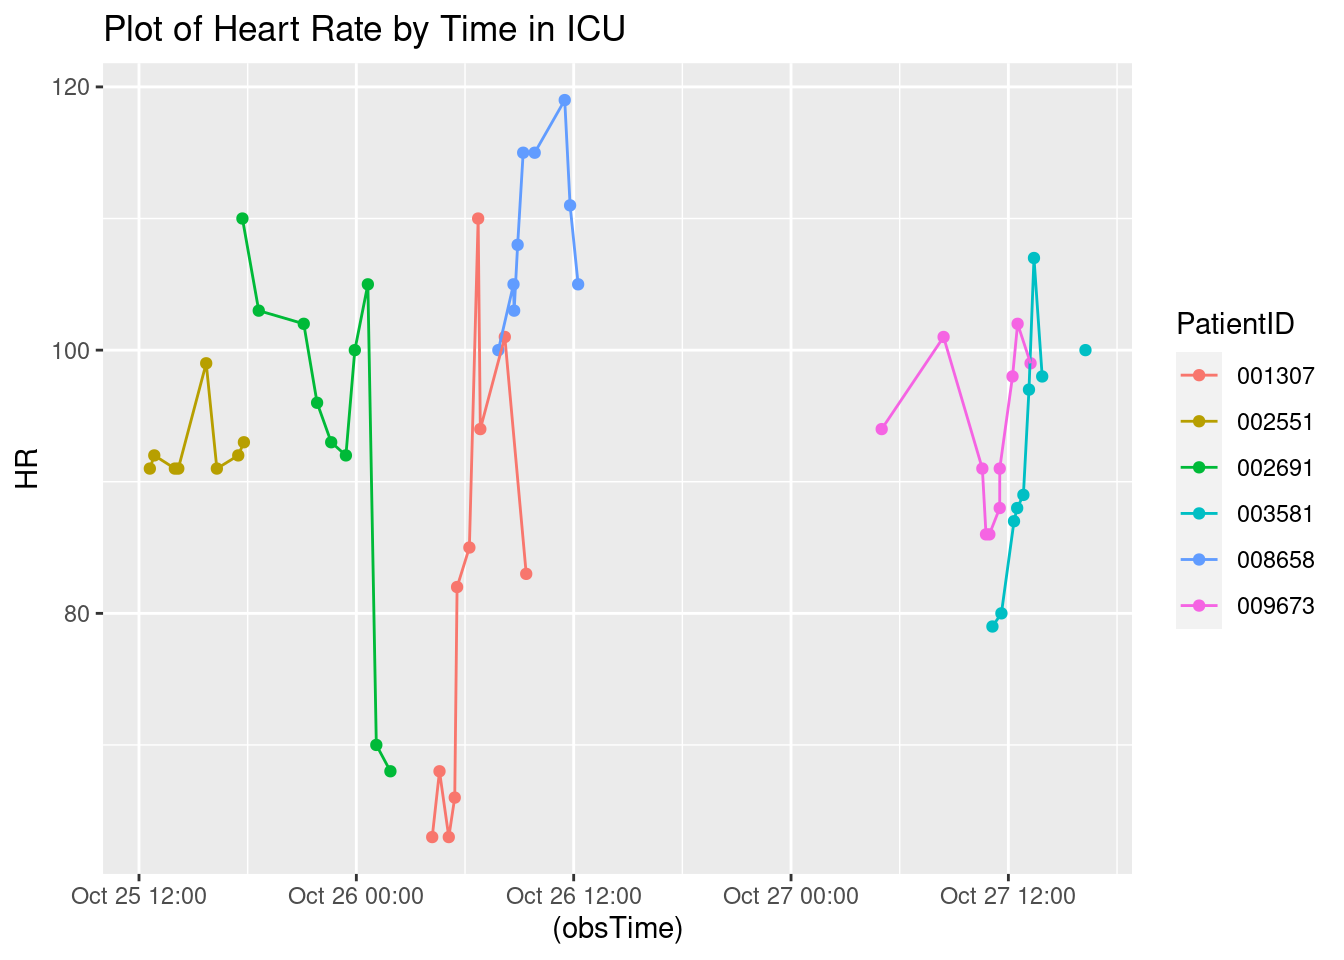 Plot of Heart Rate by Time in ICU
120
100
80
HR
Oct 25 12:00
Oct 26 00:00
Oct 26 12:00
Oct 27 00:00
Oct 27 12:00
(obsTime)
PatientID
001307
002551
002691
003581
008658
009673